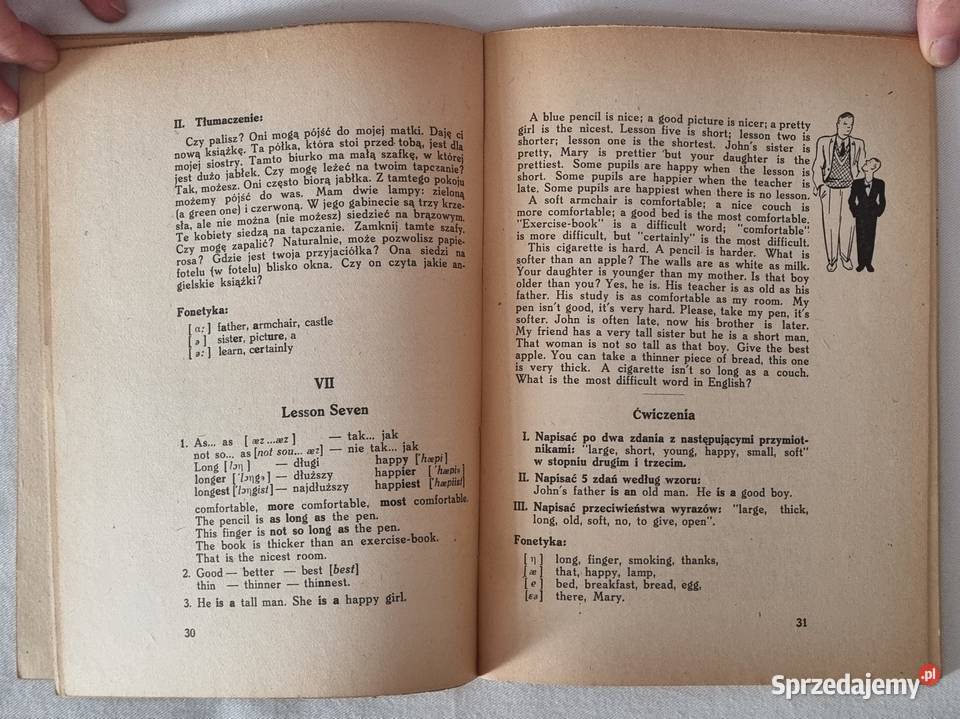 II. Tłumaczenie:
Czy palisz? Oni mogą pójść do mojej matki. Daję ci
nową książkę. Ta półka, która stoi przed tobą, jest dla
mojej siostry. Tamto biurko ma małą szafkę, w której
jest dużo jabłek. Czy mogę leżeć na twoim tapczanie?
Tak, możesz. Oni często biorą jabłka. Z tamtego pokoju
możemy pójść do was. Mam dwie lampy: zieloną
(a green one) i czerwoną. W jego gabinecie są trzy krze-
sła, ale nie można (nie możesz) siedzieć na brązowym.
Te kobiety siedzą na tapczanie. Zamknij tamte szafy.
Czy mogę zapalić? Naturalnie, może pozwolisz papie-
rosa? Gdzie jest twoja przyjaciółka? Ona siedzi na
fotelu (w fotelu) blisko okna. Czy on czyta jakie an-
gielskie książki?
Fonetyka:
[ɑ:] father, armchair, castle
[ə] sister, picture, a
[ə:] learn, certainly
VII
Lesson Seven
1. As... as [æz...æz] — tak... jak
not so... as [not sou... æz] — nie tak... jak
Long [lɔŋ] — długi happy ['hæpi]
longer ['lɔŋgə] — dłuższy happier ['hæpiə]
longest ['lɔŋgist] — najdłuższy happiest ['hæpiist]
comfortable, more comfortable, most comfortable.
The pencil is as long as the pen.
This finger is not so long as the pen.
The book is thicker than an exercise-book.
That is the nicest room.
2. Good — better — best [best]
thin — thinner — thinnest.
3. He is a tall man. She is a happy girl.
30
A blue pencil is nice; a good picture is nicer; a pretty
girl is the nicest. Lesson five is short; lesson two is
shorter; lesson one is the shortest. John's sister is
pretty, Mary is prettier but your daughter is the
prettiest. Some pupils are happy when the lesson is
short. Some pupils are happier when the teacher is
late. Some pupils are happiest when there is no lesson.
A soft armchair is comfortable; a nice couch is
more comfortable; a good bed is the most comfortable.
"Exercise-book" is a difficult word; "comfortable"
is more difficult, but "certainly" is the most difficult.
This cigarette is hard. A pencil is harder. What is
softer than an apple? The walls are as white as milk.
Your daughter is younger than my mother. Is that boy
older than you? Yes, he is. His teacher is as old as his
father. His study is as comfortable as my room. My
pen isn't good, it's very hard. Please, take my pen, it's
softer. John is often late, now his brother is later.
My friend has a very tall sister but he is a short man.
That woman is not so tall as that boy. Give the best
apple. You can take a thinner piece of bread, this one
is very thick. A cigarette isn't so long as a couch.
What is the most difficult word in English?
Ćwiczenia
I. Napisać po dwa zdania z następującymi przymiot-
nikami: "large, short, young, happy, small, soft"
w stopniu drugim i trzecim.
II. Napisać 5 zdań według wzoru:
John's father is an old man. He is a good boy.
III. Napisać przeciwieństwa wyrazów: "large, thick,
long, old, soft, no, to give, open".
Fonetyka:
[ŋ] long, finger, smoking, thanks,
[æ] that, happy, lamp,
[e] bed, breakfast, bread, egg,
[ɛə] there, Mary.
31
Sprzedajemy.pl